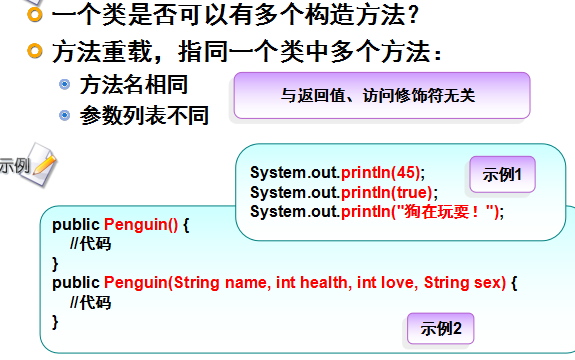 一个类是否可以有多个构造方法？
方法重载，指同一个类中多个方法：
方法名相同
参数列表不同
与返回值、访问修饰符无关
示例
System.out.println(45);
System.out.println(true);
System.out.println("狗在玩耍！");
示例1
public Penguin() {
//代码
}
public Penguin(String name, int health, int love, String sex) {
//代码
}
示例2